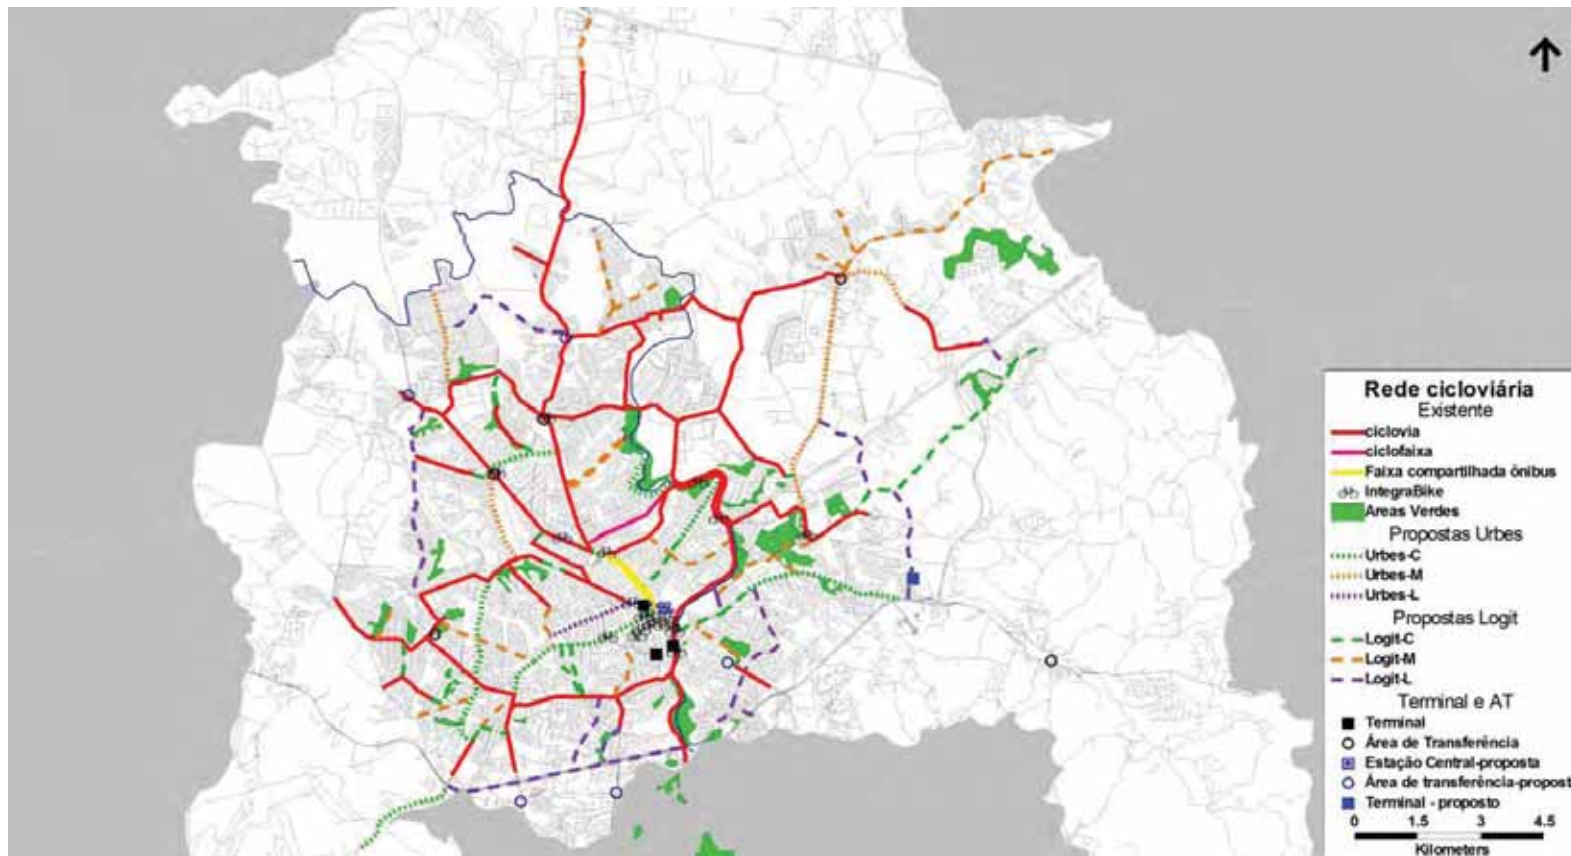 Rede cicloviária
Existente
ciclovia
ciclofaixa
Faixa compartilhada ônibus
IntegraBike
Areas Verdes
Propostas Urbes
Urbes-C
Urbes-M
Urbes-L
Propostas Logit
Logit-C
Logit-M
Logit-L
Terminal e AT
Terminal
Área de Transferência
Estação Central-proposta
Área de transferência-propost
Terminal - proposto
0 1.5 3 4.5
Kilometers